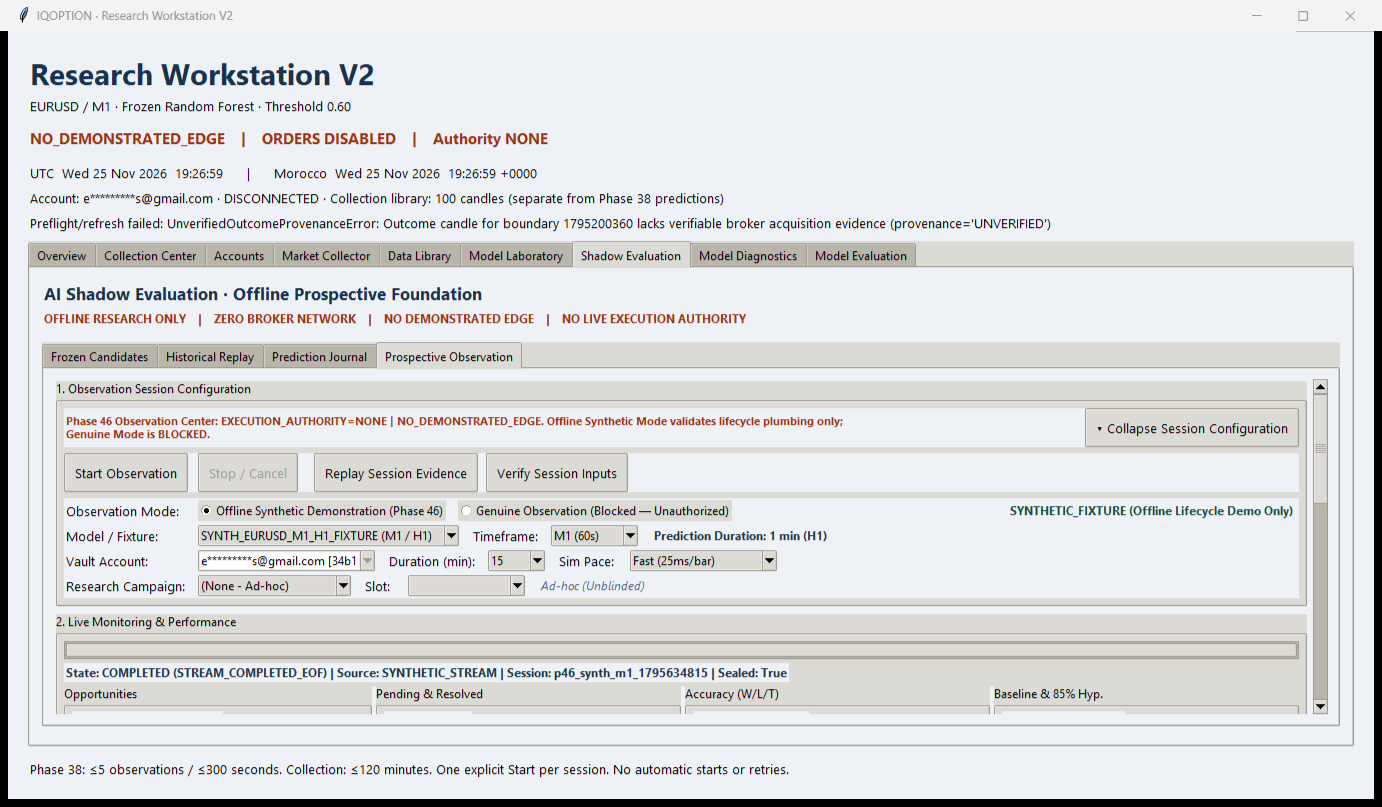 IQOPTION · Research Workstation V2
Research Workstation V2
EURUSD / M1 · Frozen Random Forest · Threshold 0.60
NO_DEMONSTRATED_EDGE | ORDERS DISABLED | Authority NONE
UTC Wed 25 Nov 2026 19:26:59 | Morocco Wed 25 Nov 2026 19:26:59 +0000
Account: e*********s@gmail.com · DISCONNECTED · Collection library: 100 candles (separate from Phase 38 predictions)
Preflight/refresh failed: UnverifiedOutcomeProvenanceError: Outcome candle for boundary 1795200360 lacks verifiable broker acquisition evidence (provenance='UNVERIFIED')
Overview Collection Center Accounts Market Collector Data Library Model Laboratory Shadow Evaluation Model Diagnostics Model Evaluation
AI Shadow Evaluation · Offline Prospective Foundation
OFFLINE RESEARCH ONLY | ZERO BROKER NETWORK | NO DEMONSTRATED EDGE | NO LIVE EXECUTION AUTHORITY
Frozen Candidates Historical Replay Prediction Journal Prospective Observation
1. Observation Session Configuration
Phase 46 Observation Center: EXECUTION_AUTHORITY=NONE | NO_DEMONSTRATED_EDGE. Offline Synthetic Mode validates lifecycle plumbing only;
Genuine Mode is BLOCKED.
▾ Collapse Session Configuration
Start Observation Stop / Cancel Replay Session Evidence Verify Session Inputs
Observation Mode: Offline Synthetic Demonstration (Phase 46) Genuine Observation (Blocked — Unauthorized) SYNTHETIC_FIXTURE (Offline Lifecycle Demo Only)
Model / Fixture: SYNTH_EURUSD_M1_H1_FIXTURE (M1 / H1) Timeframe: M1 (60s) Prediction Duration: 1 min (H1)
Vault Account: e*********s@gmail.com [34b1 Duration (min): 15 Sim Pace: Fast (25ms/bar)
Research Campaign: (None - Ad-hoc) Slot: Ad-hoc (Unblinded)
2. Live Monitoring & Performance
State: COMPLETED (STREAM_COMPLETED_EOF) | Source: SYNTHETIC_STREAM | Session: p46_synth_m1_1795634815 | Sealed: True
Opportunities Pending & Resolved Accuracy (W/L/T) Baseline & 85% Hyp.
Phase 38: ≤5 observations / ≤300 seconds. Collection: ≤120 minutes. One explicit Start per session. No automatic starts or retries.